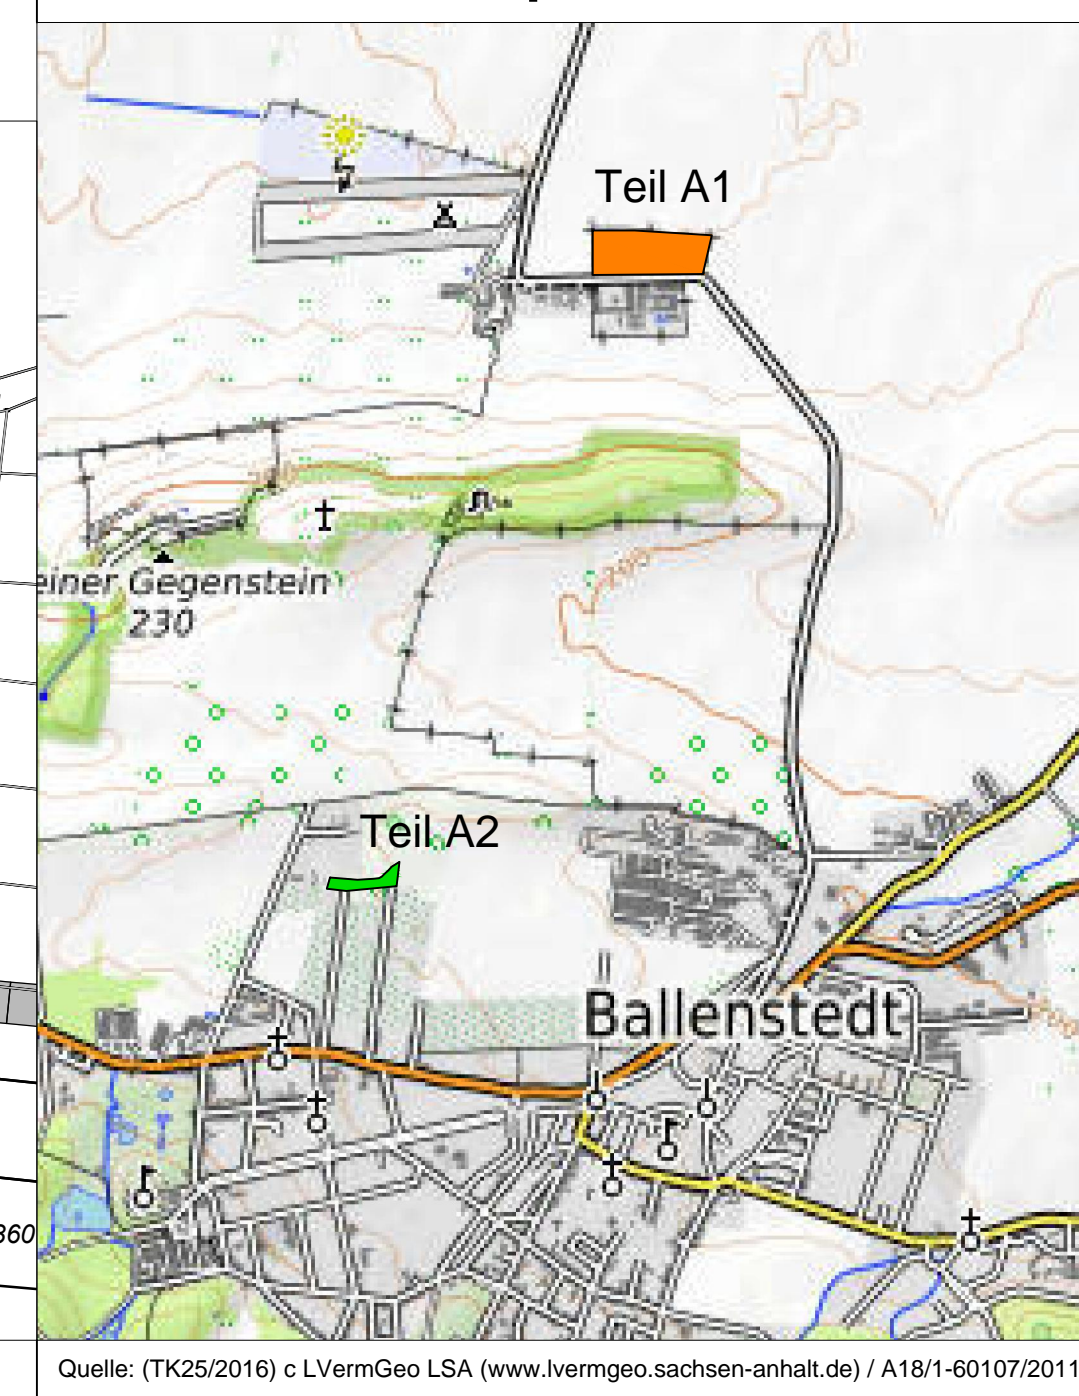 Teil A1
einer Gegenstein
230
Teil A2
Ballenstedt
360
Quelle: (TK25/2016) c LVermGeo LSA (www.lvermgeo.sachsen-anhalt.de) / A18/1-60107/2011